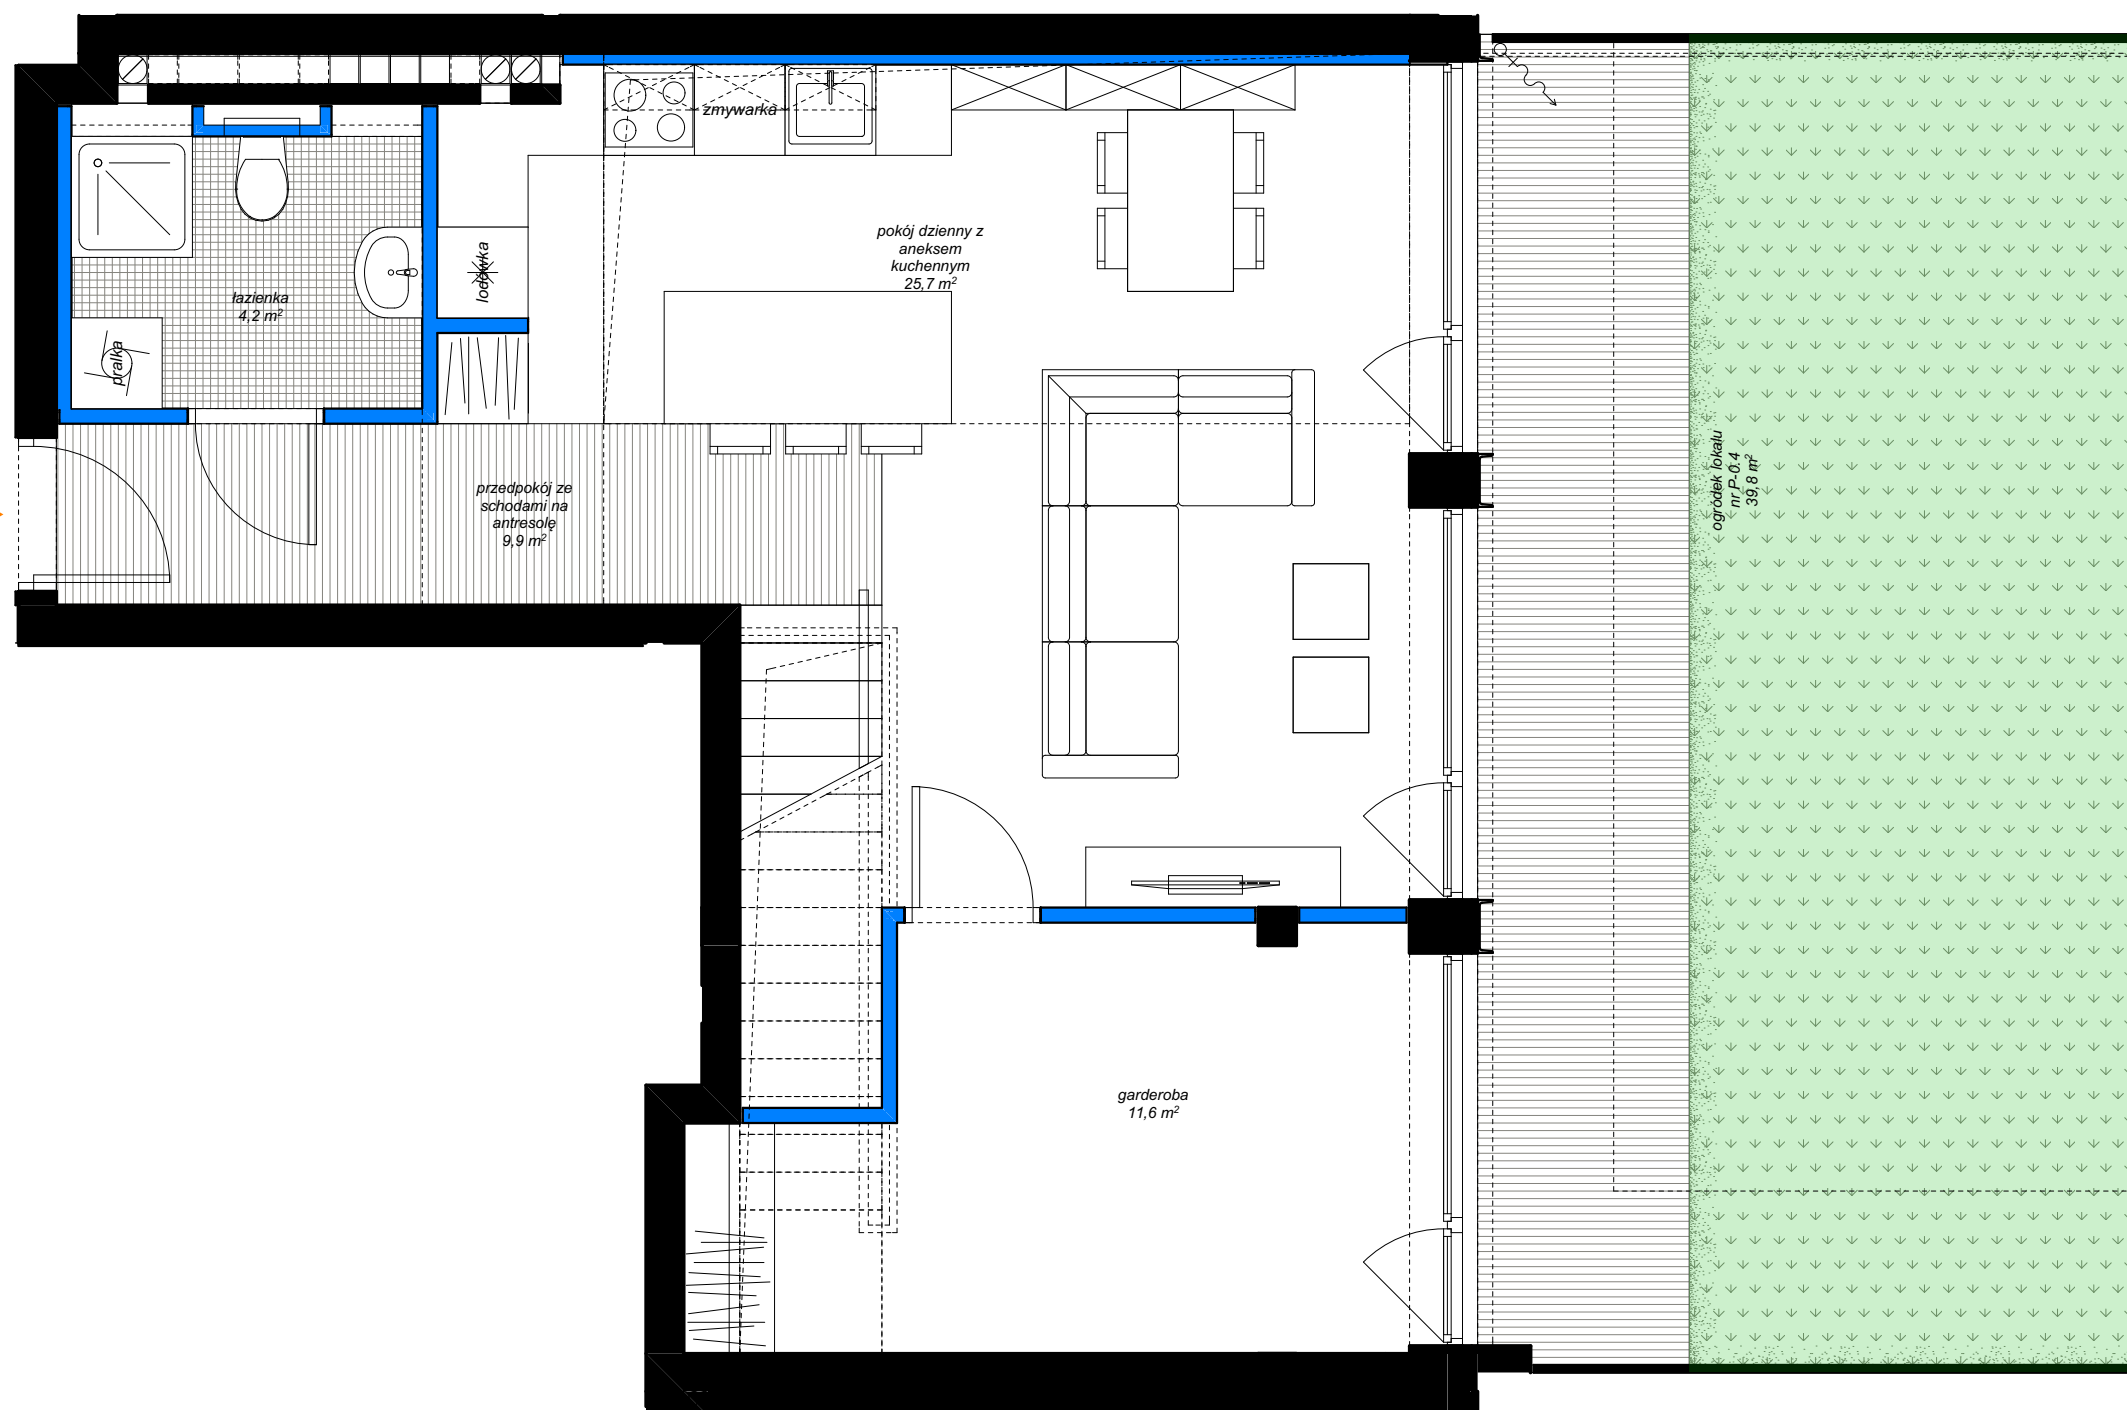 zmywarka
pokój dzienny z
aneksem
kuchennym
25,7 m²
lodówka
łazienka
4,2 m²
pralka
przedpokój ze
schodami na
antresolę
9,9 m²
ogródek lokalu
nr P-0.4
39,8 m²
garderoba
11,6 m²